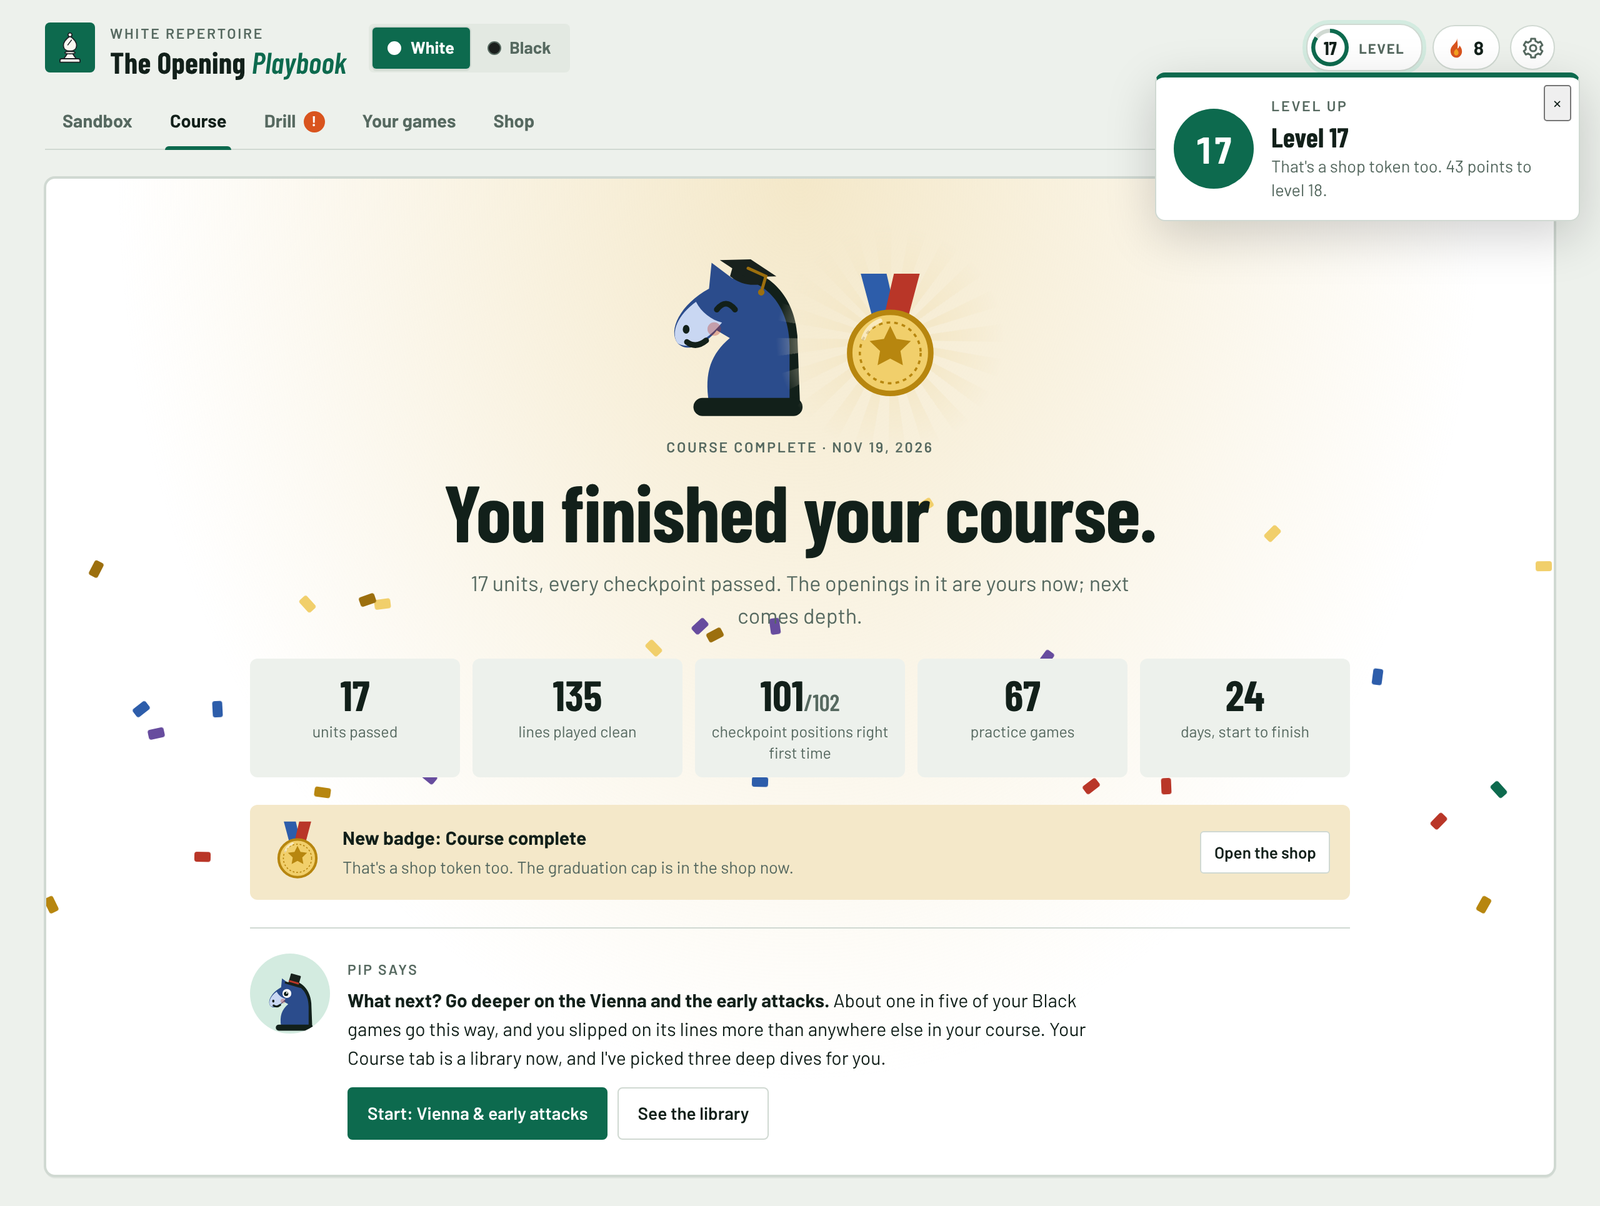 WHITE REPERTOIRE
The Opening Playbook
White
Black
17 LEVEL
8
Sandbox
Course
Drill !
Your games
Shop
LEVEL UP
×
17
Level 17
That's a shop token too. 43 points to
level 18.
COURSE COMPLETE · NOV 19, 2026
You finished your course.
17 units, every checkpoint passed. The openings in it are yours now; next
comes depth.
17
units passed
135
lines played clean
101/102
checkpoint positions right
first time
67
practice games
24
days, start to finish
New badge: Course complete
That's a shop token too. The graduation cap is in the shop now.
Open the shop
PIP SAYS
What next? Go deeper on the Vienna and the early attacks. About one in five of your Black
games go this way, and you slipped on its lines more than anywhere else in your course. Your
Course tab is a library now, and I've picked three deep dives for you.
Start: Vienna & early attacks
See the library